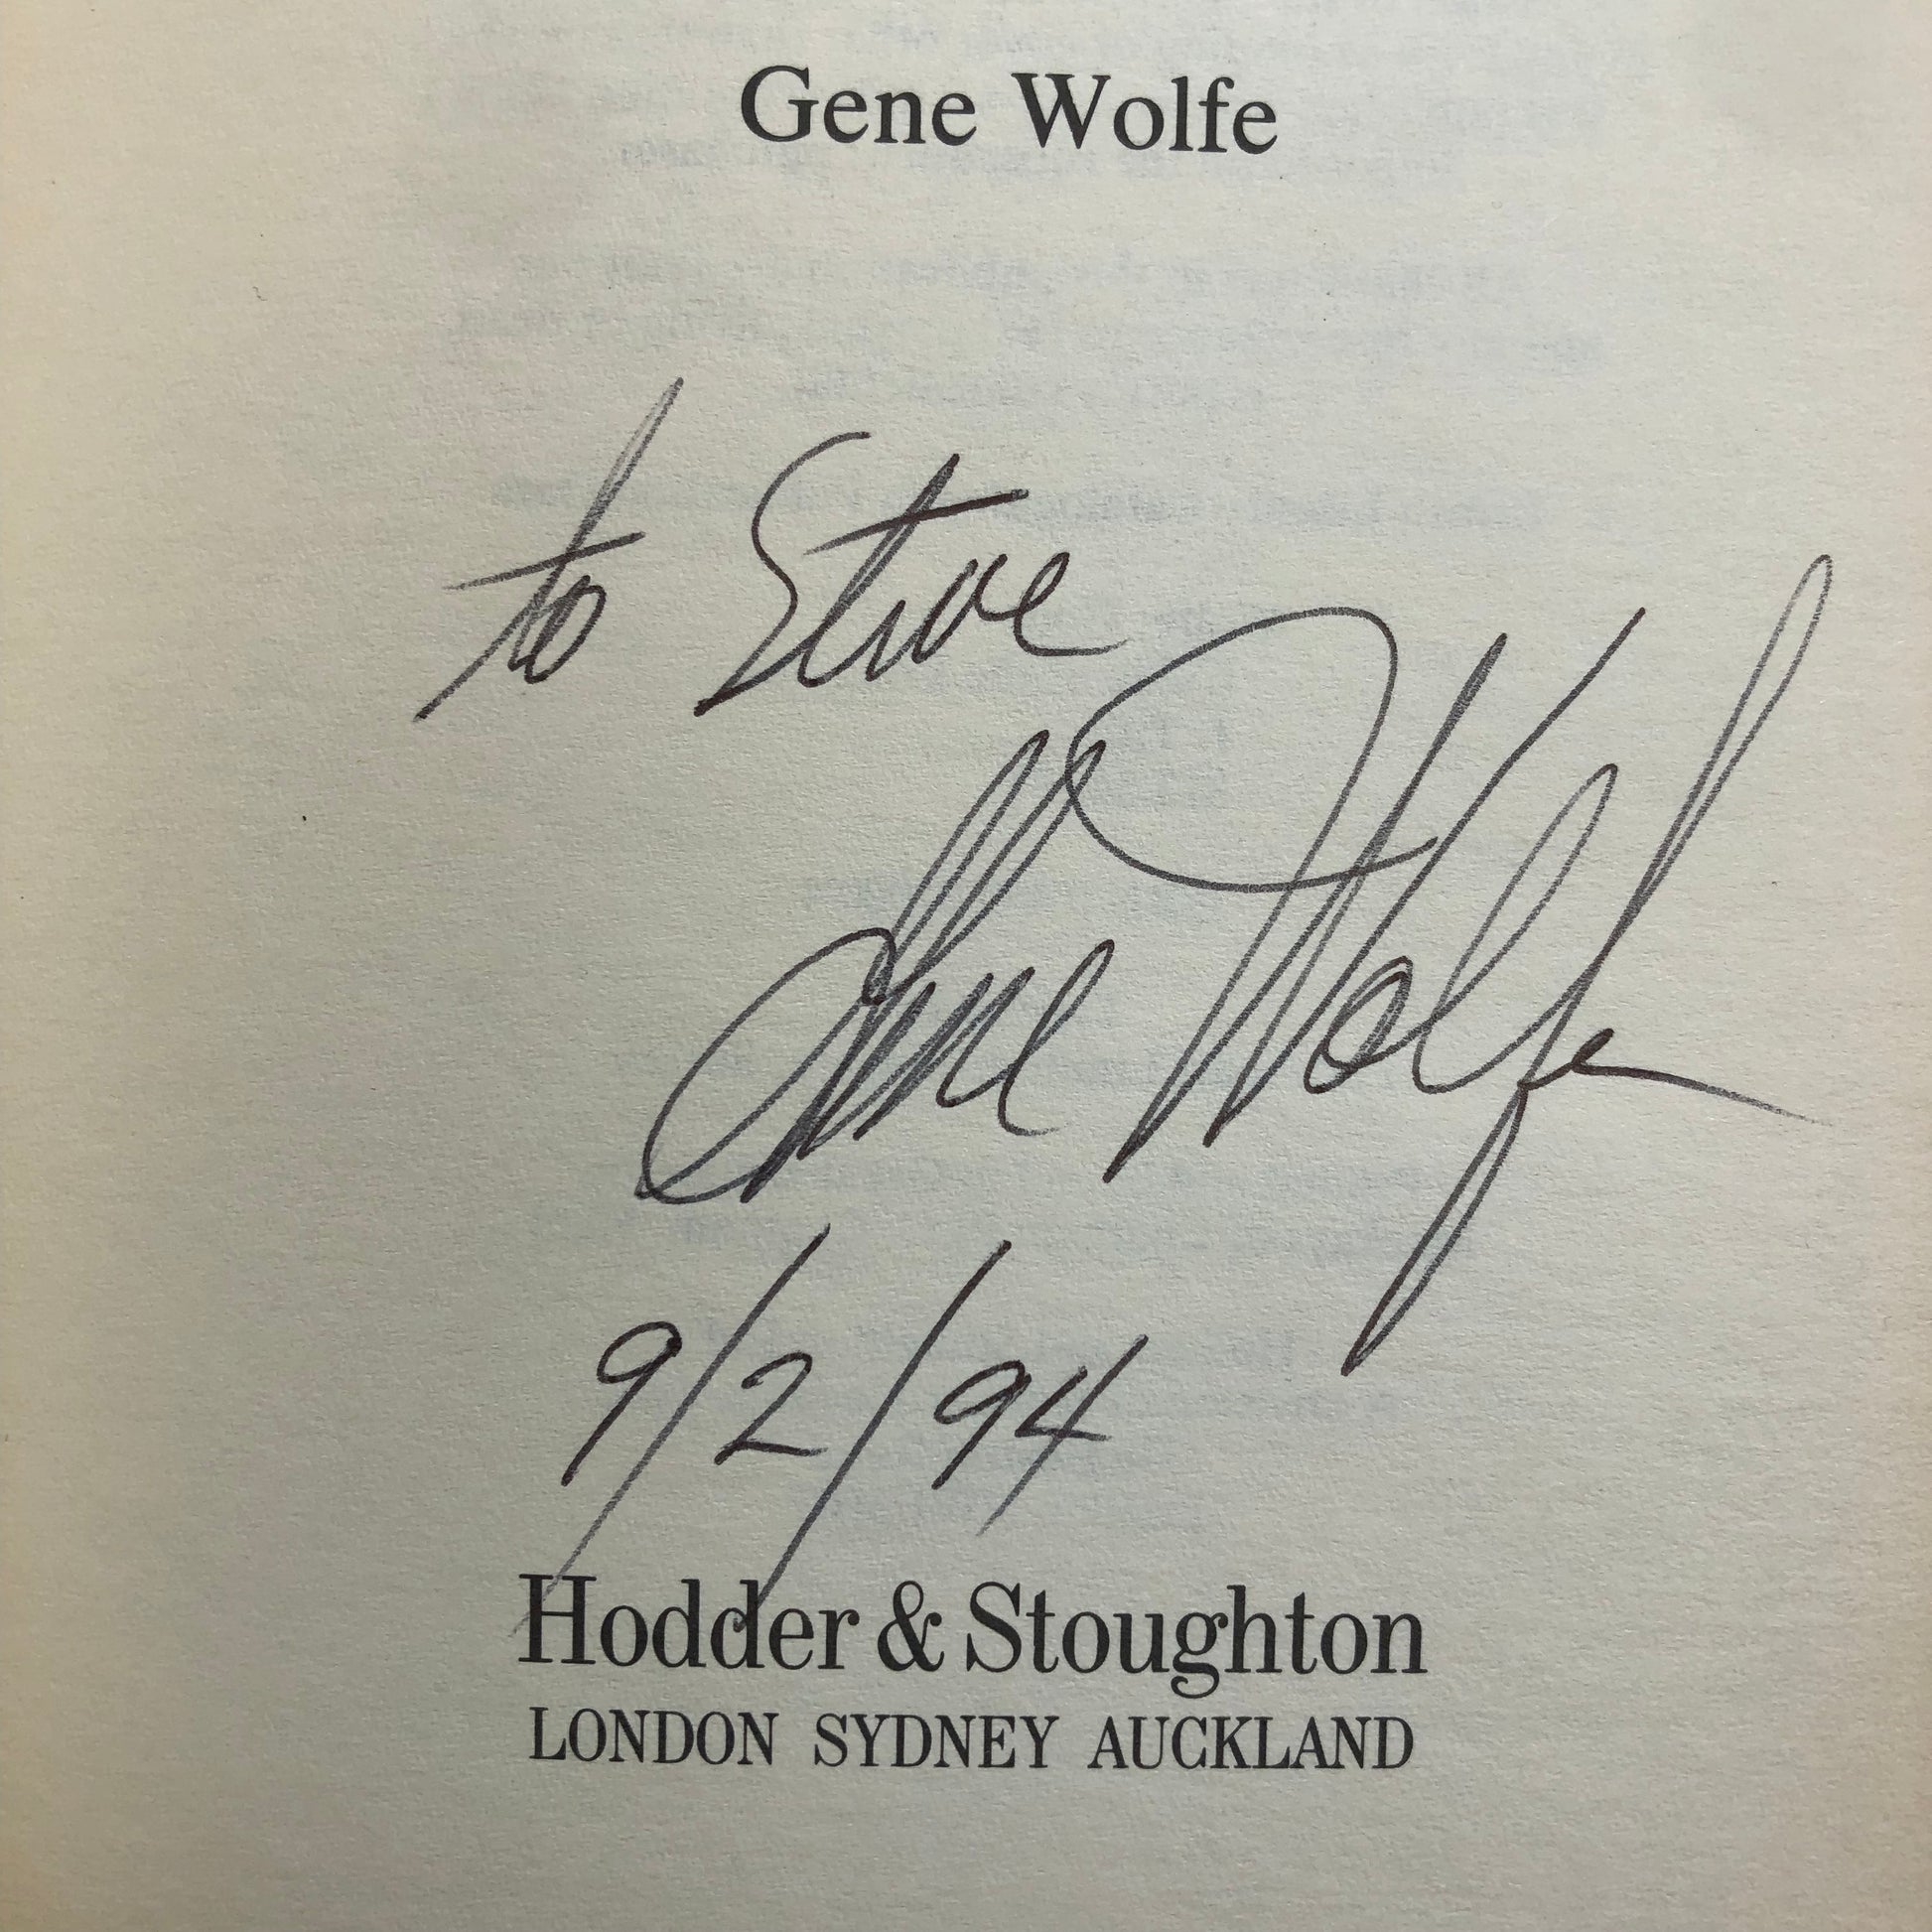 Gene Wolfe
to Steve
Gene Wolfe
9/2/94
Hodder & Stoughton
LONDON SYDNEY AUCKLAND